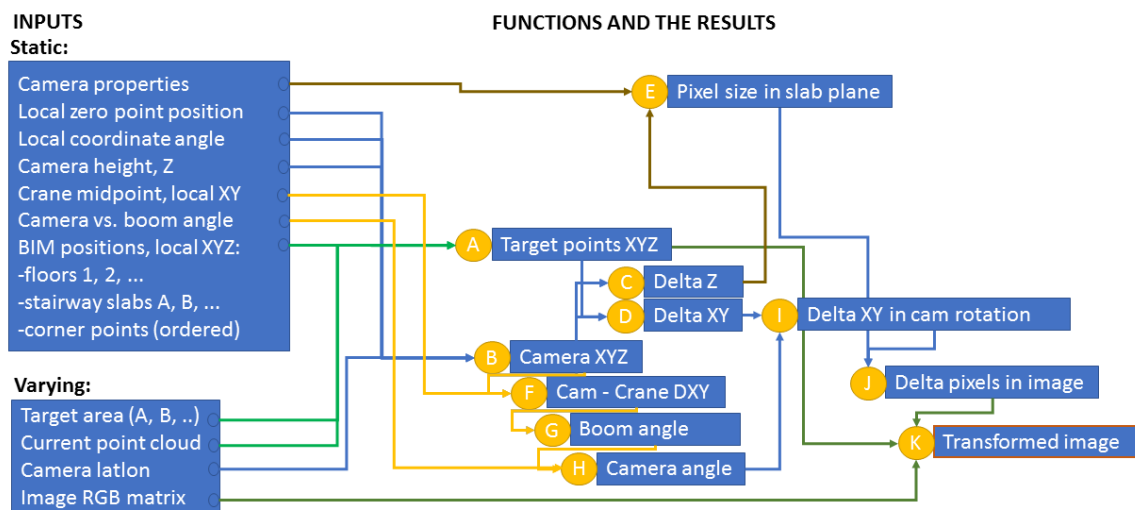 INPUTS
FUNCTIONS AND THE RESULTS
Static:
Camera properties
Local zero point position
Local coordinate angle
Camera height, Z
Crane midpoint, local XY
Camera vs. boom angle
BIM positions, local XYZ:
-floors 1, 2, ...
-stairway slabs A, B, ...
-corner points (ordered)
Varying:
Target area (A, B, ..)
Current point cloud
Camera latlon
Image RGB matrix
E Pixel size in slab plane
A Target points XYZ
C Delta Z
D Delta XY
I Delta XY in cam rotation
B Camera XYZ
J Delta pixels in image
F Cam - Crane DXY
G Boom angle
K Transformed image
H Camera angle